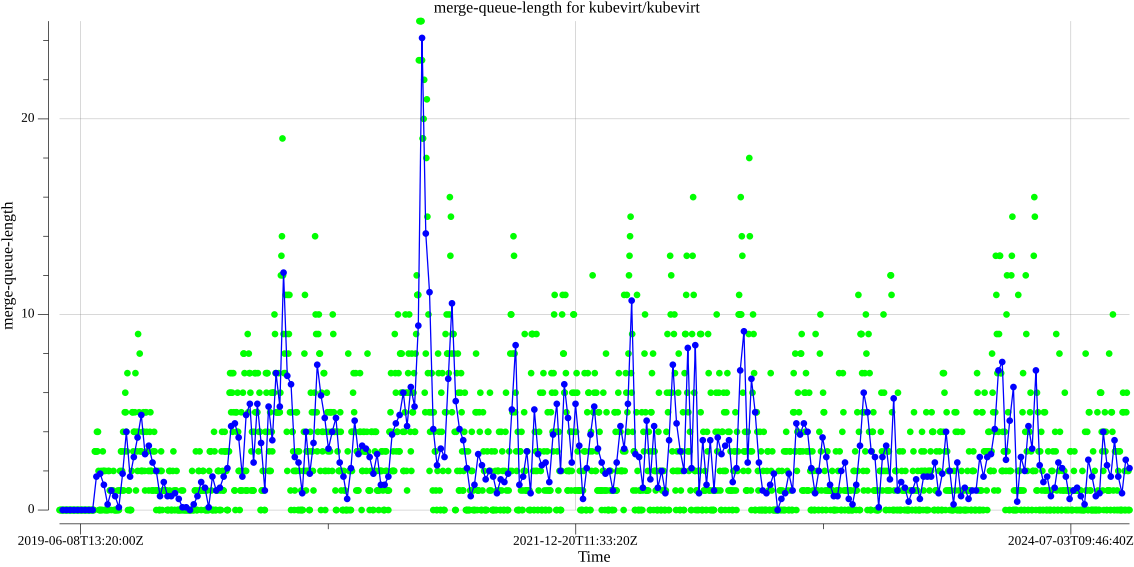 merge-queue-length for kubevirt/kubevirt
20
10
0
merge-queue-length
2019-06-08T13:20:00Z
2021-12-20T11:33:20Z
2024-07-03T09:46:40Z
Time